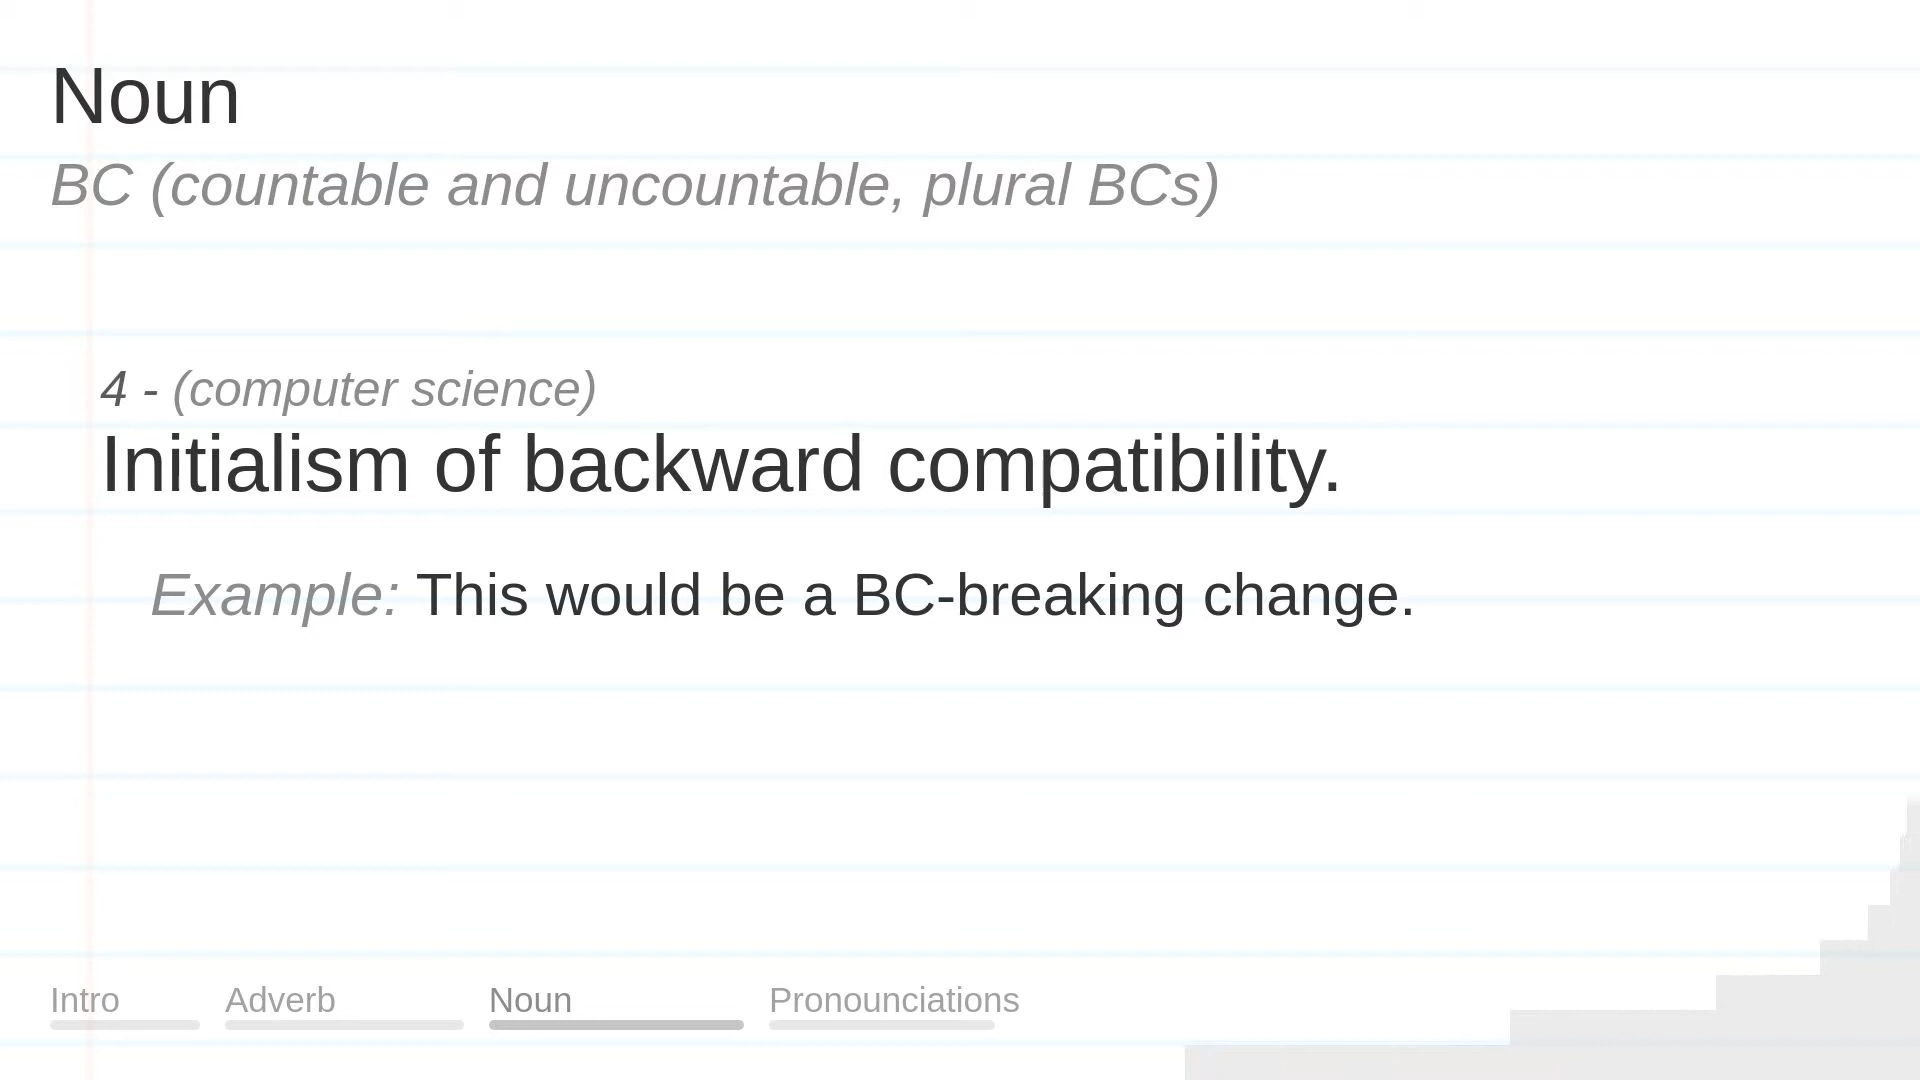 Noun
BC (countable and uncountable, plural BCs)
4 - (computer science)
Initialism of backward compatibility.
Example: This would be a BC-breaking change.
Intro Adverb Noun Pronounciations